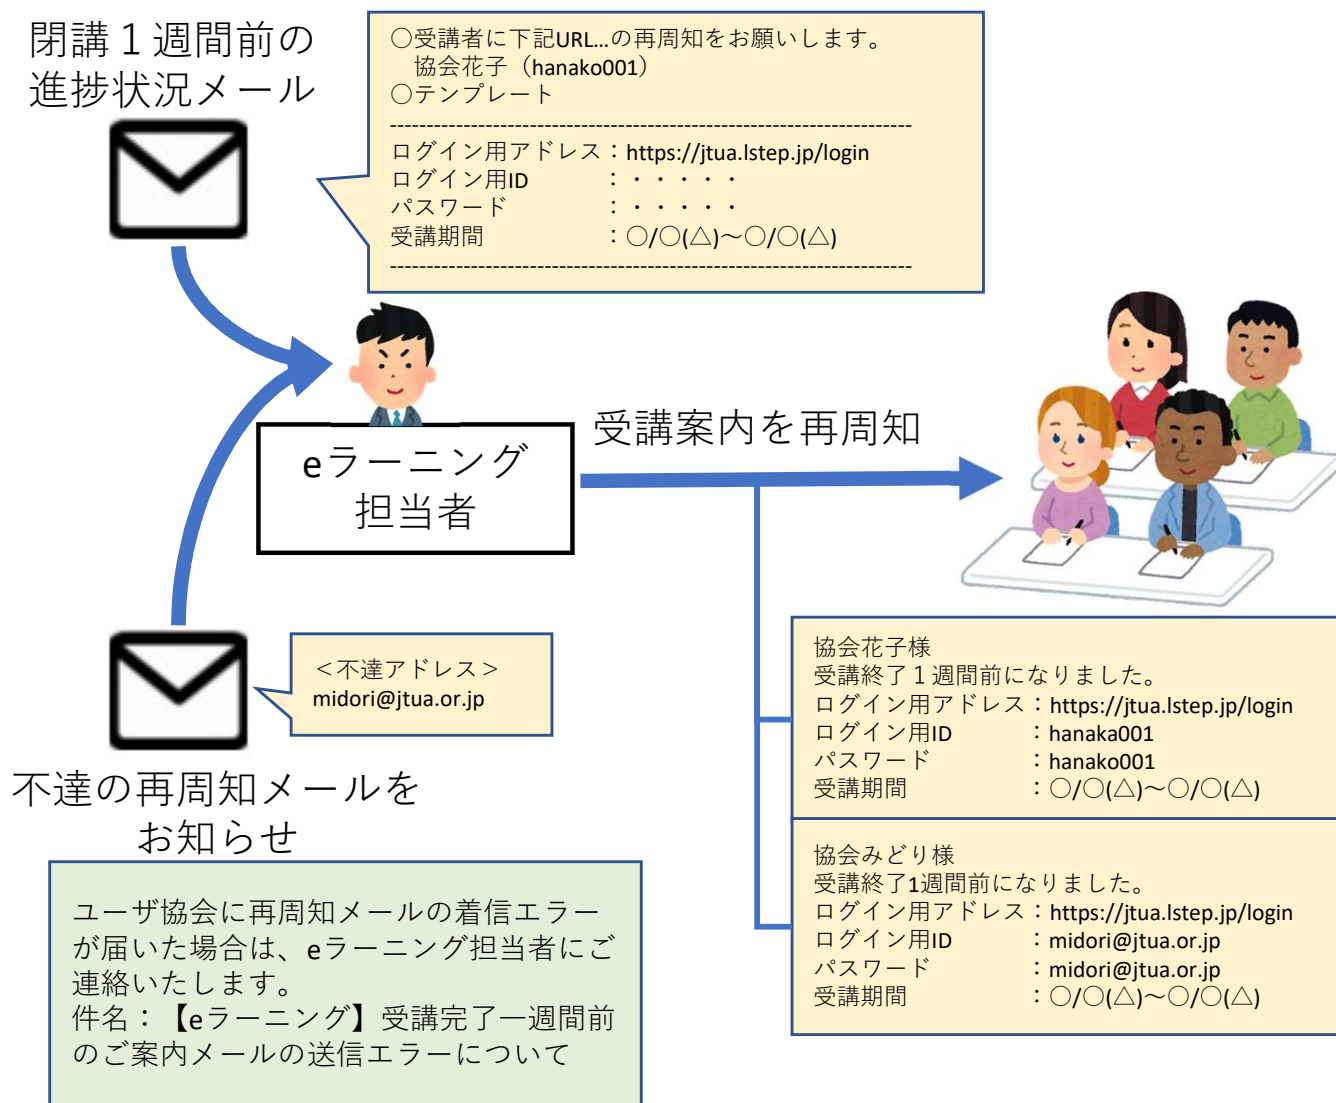 閉講１週間前の
進捗状況メール
○受講者に下記URL…の再周知をお願いします。
協会花子（hanako001）
○テンプレート
------------------------------------------------------------------------
ログイン用アドレス：https://jtua.lstep.jp/login
ログイン用ID　　　　：・・・・・
パスワード　　　　：・・・・・
受講期間　　　　　：○/○(△)～○/○(△)
------------------------------------------------------------------------
eラーニング
担当者
受講案内を再周知
＜不達アドレス＞
midori@jtua.or.jp
不達の再周知メールを
お知らせ
ユーザ協会に再周知メールの着信エラー
が届いた場合は、eラーニング担当者にご
連絡いたします。
件名：【eラーニング】受講完了一週間前
のご案内メールの送信エラーについて
協会花子様
受講終了１週間前になりました。
ログイン用アドレス：https://jtua.lstep.jp/login
ログイン用ID　　　　：hanaka001
パスワード　　　　：hanako001
受講期間　　　　　：○/○(△)～○/○(△)
協会みどり様
受講終了1週間前になりました。
ログイン用アドレス：https://jtua.lstep.jp/login
ログイン用ID　　　　：midori@jtua.or.jp
パスワード　　　　：midori@jtua.or.jp
受講期間　　　　　：○/○(△)～○/○(△)